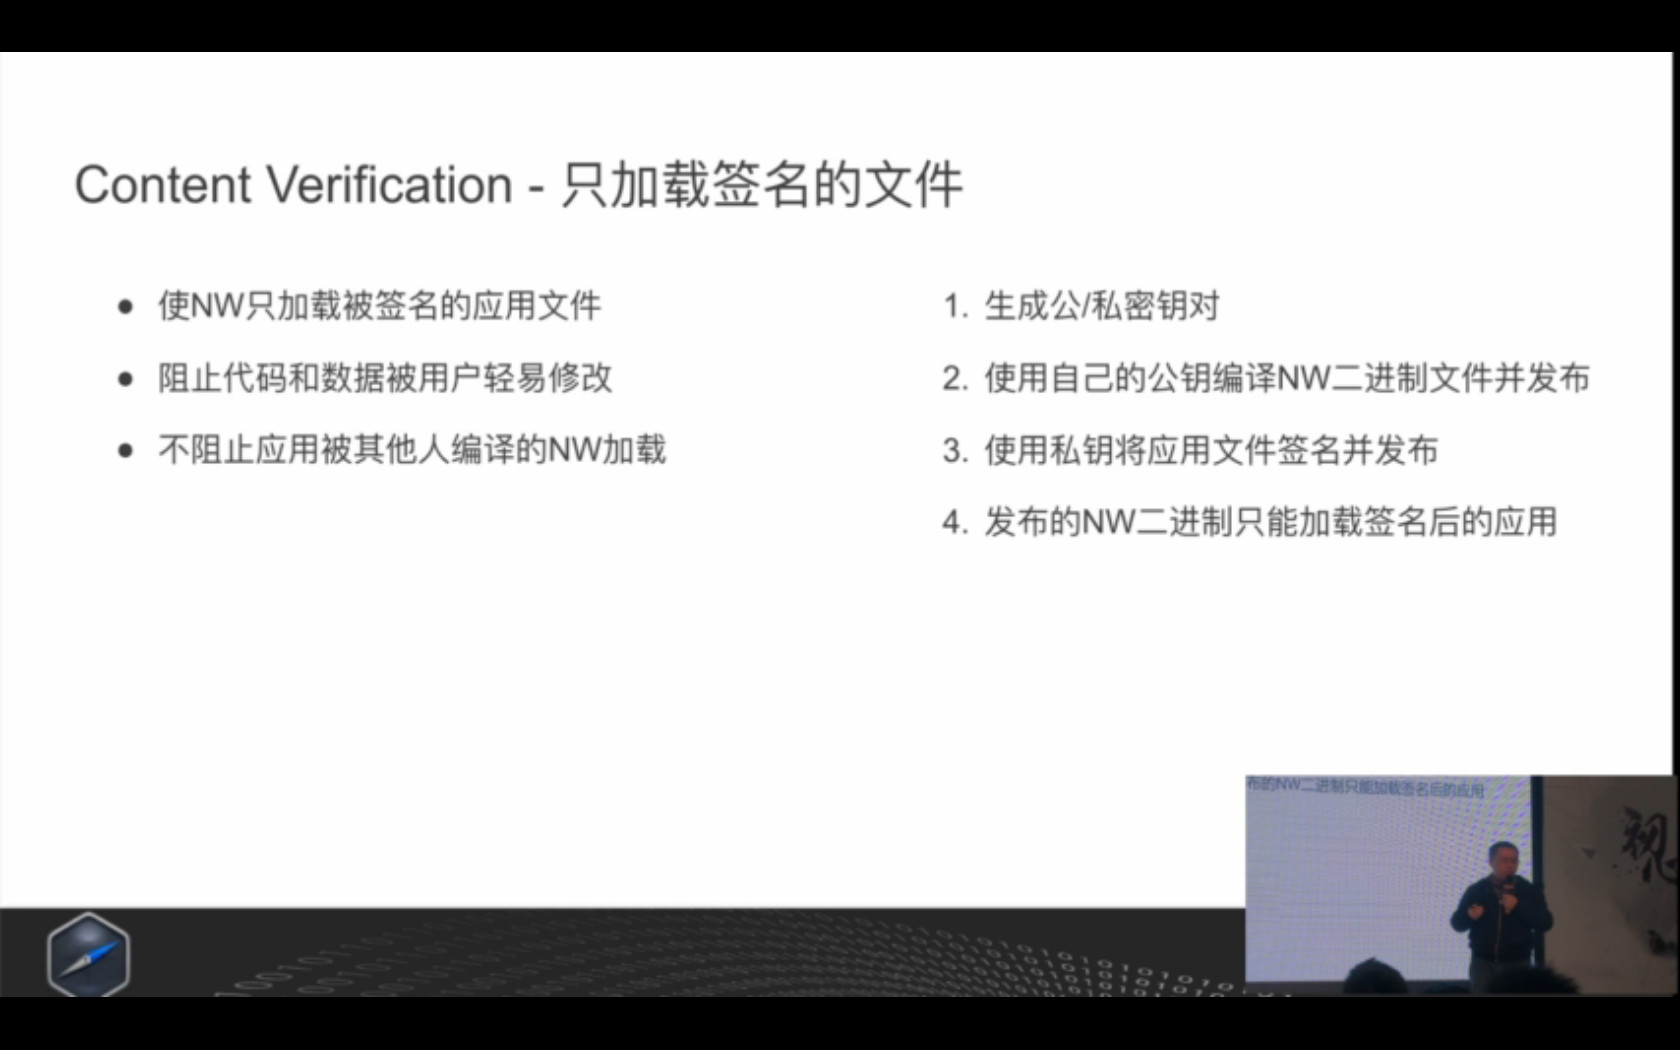 Content Verification - 只加载签名的文件
● 使NW只加载被签名的应用文件
● 阻止代码和数据被用户轻易修改
● 不阻止应用被其他人编译的NW加载
1. 生成公/私密钥对
2. 使用自己的公钥编译NW二进制文件并发布
3. 使用私钥将应用文件签名并发布
4. 发布的NW二进制只能加载签名后的应用
布的NW二进制只能加载签名后的应用
视